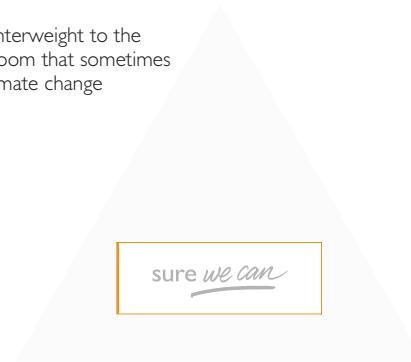 nterweight to the
oom that sometimes
mate change
sure we can